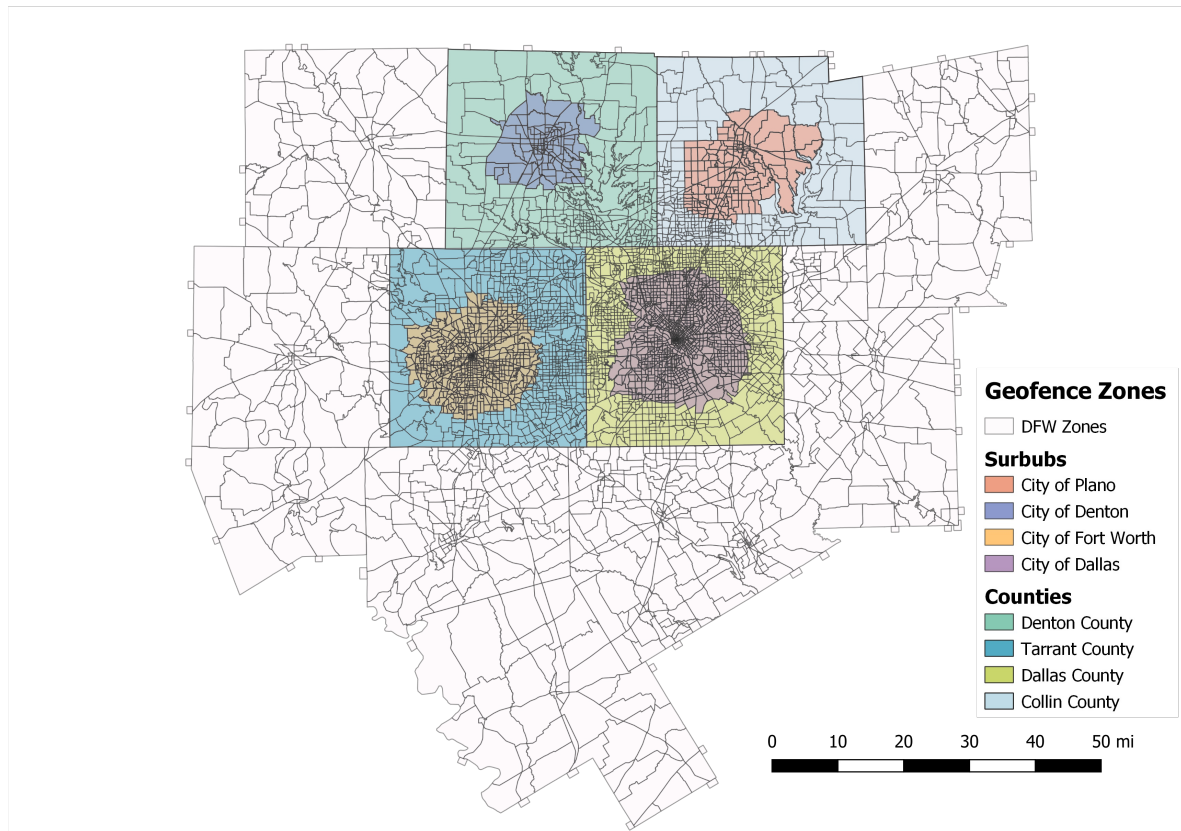 Geofence Zones
DFW Zones
Surbubs
City of Plano
City of Denton
City of Fort Worth
City of Dallas
Counties
Denton County
Tarrant County
Dallas County
Collin County
0 10 20 30 40 50 mi